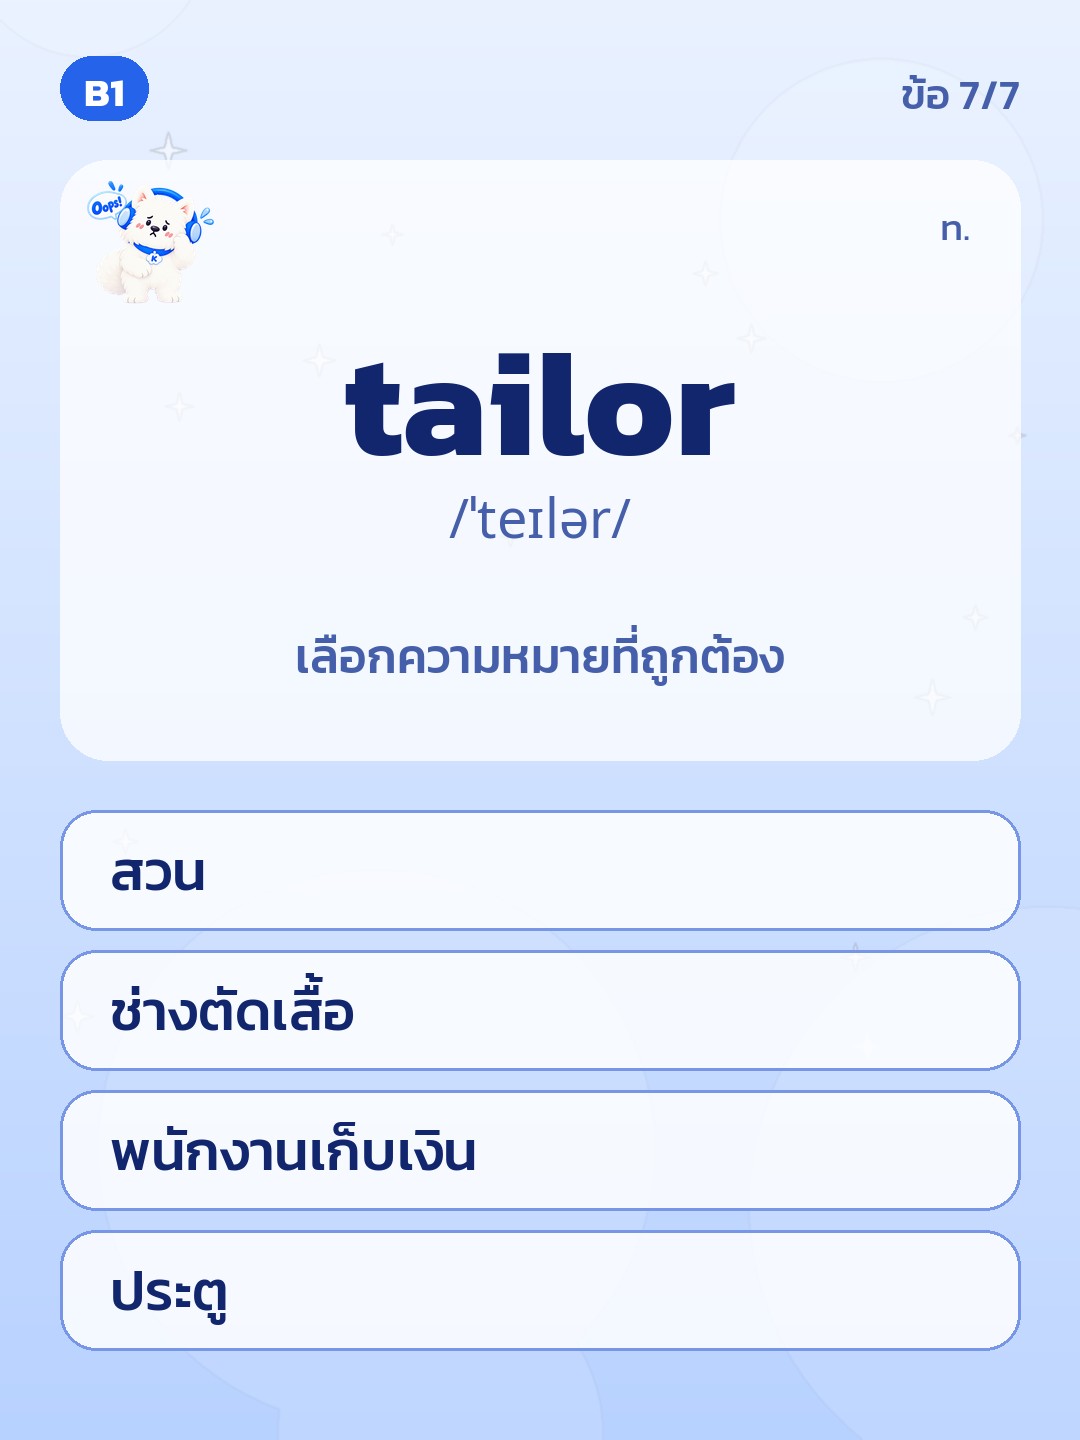 B1
ข้อ 7/7
Oops!
K
n.
tailor
/ˈteɪlər/
เลือกความหมายที่ถูกต้อง
สวน
ช่างตัดเสื้อ
พนักงานเก็บเงิน
ประตู